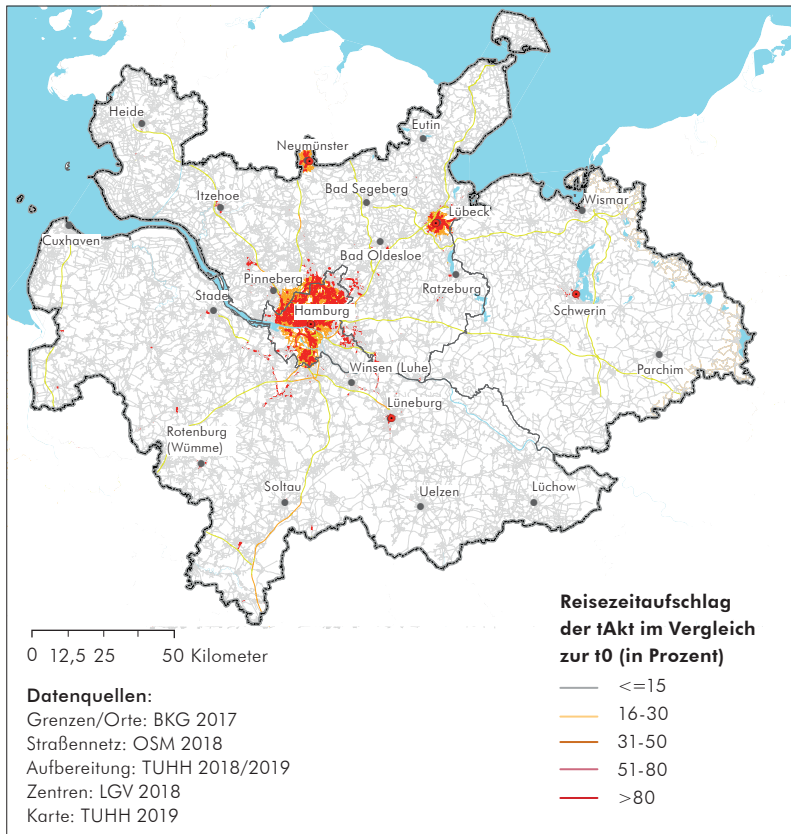 Heide
Eutin
Neumünster
Itzehoe
Bad Segeberg
Wismar
Lübeck
Cuxhaven
Bad Oldesloe
Pinneberg
Ratzeburg
Stade
Hamburg
Schwerin
Winsen (Luhe)
Parchim
Lüneburg
Rotenburg
(Wümme)
Soltau
Uelzen
Lüchow
Reisezeitaufschlag
der tAkt im Vergleich
zur t0 (in Prozent)
<=15
16-30
31-50
51-80
>80
0 12,5 25 50 Kilometer
Datenquellen:
Grenzen/Orte: BKG 2017
Straßennetz: OSM 2018
Aufbereitung: TUHH 2018/2019
Zentren: LGV 2018
Karte: TUHH 2019